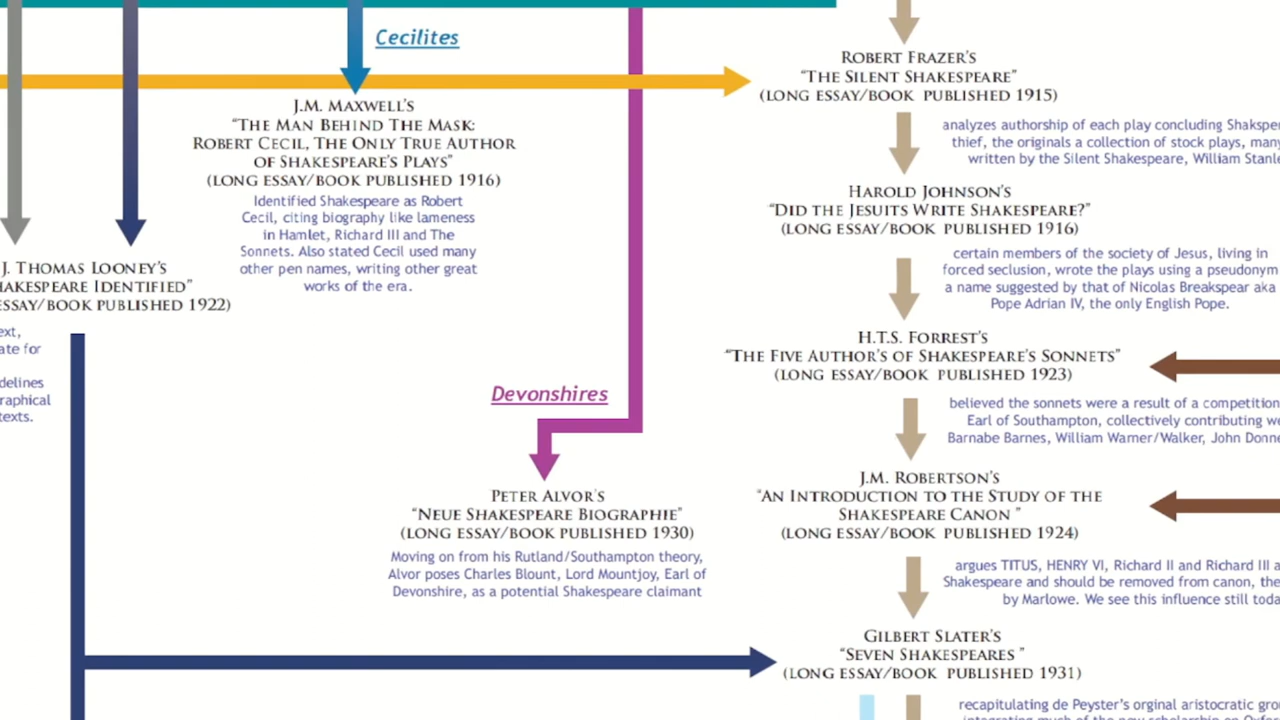 Cecilites
ROBERT FRAZER'S
"THE SILENT SHAKESPEARE"
(LONG ESSAY/BOOK PUBLISHED 1915)
J.M. MAXWELL'S
"THE MAN BEHIND THE MASK:
ROBERT CECIL, THE ONLY TRUE AUTHOR
OF SHAKESPEARE'S PLAYS"
(LONG ESSAY/BOOK PUBLISHED 1916)
Identified Shakespeare as Robert
Cecil, citing biography like lameness
in Hamlet, Richard III and The
Sonnets. Also stated Cecil used many
other pen names, writing other great
works of the era.
analyzes authorship of each play concluding Shakspe
thief, the originals a collection of stock plays, many
written by the Silent Shakespeare, William Stanle
HAROLD JOHNSON'S
"DID THE JESUITS WRITE SHAKESPEARE?"
(LONG ESSAY/BOOK PUBLISHED 1916)
certain members of the society of Jesus, living in
forced seclusion, wrote the plays using a pseudonym
a name suggested by that of Nicolas Breakspear aka
Pope Adrian IV, the only English Pope.
J. THOMAS LOONEY'S
HAKESPEARE IDENTIFIED"
ESSAY/BOOK PUBLISHED 1922)
ext,
ate for
delines
raphical
texts.
H.T.S. FORREST'S
"THE FIVE AUTHOR'S OF SHAKESPEARE'S SONNETS"
(LONG ESSAY/BOOK PUBLISHED 1923)
believed the sonnets were a result of a competition
Earl of Southampton, collectively contributing we
Barnabe Barnes, William Warner/Walker, John Donne
Devonshires
PETER ALVOR'S
"NEUE SHAKESPEARE BIOGRAPHIE"
(LONG ESSAY/BOOK PUBLISHED 1930)
Moving on from his Rutland/Southampton theory,
Alvor poses Charles Blount, Lord Mountjoy, Earl of
Devonshire, as a potential Shakespeare claimant
J.M. ROBERTSON'S
"AN INTRODUCTION TO THE STUDY OF THE
SHAKESPEARE CANON "
(LONG ESSAY/BOOK PUBLISHED 1924)
argues TITUS, HENRY VI, Richard II and Richard III a
Shakespeare and should be removed from canon, the
by Marlowe. We see this influence still toda
GILBERT SLATER'S
"SEVEN SHAKESPEARES "
(LONG ESSAY/BOOK PUBLISHED 1931)
recapitulating de Peyster's orginal aristocratic gro
integrating much of the new scholarship on Oxfor